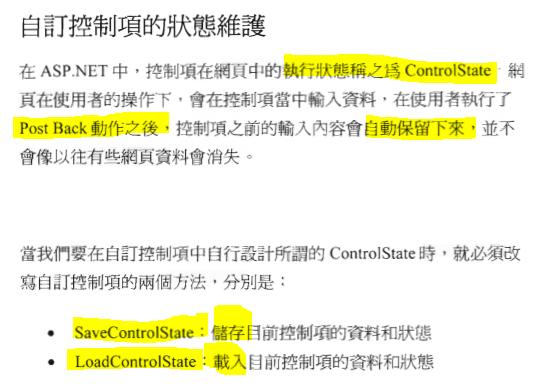 自訂控制項的狀態維護
在 ASP.NET 中，控制項在網頁中的執行狀態稱之為 ControlState，網
頁在使用者的操作下，會在控制項當中輸入資料，在使用者執行了
Post Back 動作之後，控制項之前的輸入內容會自動保留下來，並不
會像以往有些網頁資料會消失。
當我們要在自訂控制項中自行設計所謂的 ControlState 時，就必須改
寫自訂控制項的兩個方法，分別是：
• SaveControlState：儲存目前控制項的資料和狀態
• LoadControlState：載入目前控制項的資料和狀態